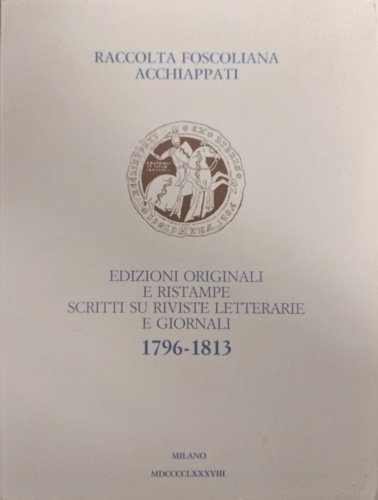 RACCOLTA FOSCOLIANA
ACCHIAPPATI
EDIZIONI ORIGINALI
E RISTAMPE
SCRITTI SU RIVISTE LETTERARIE
E GIORNALI
1796-1813
MILANO
MDCCCCLXXXVIII